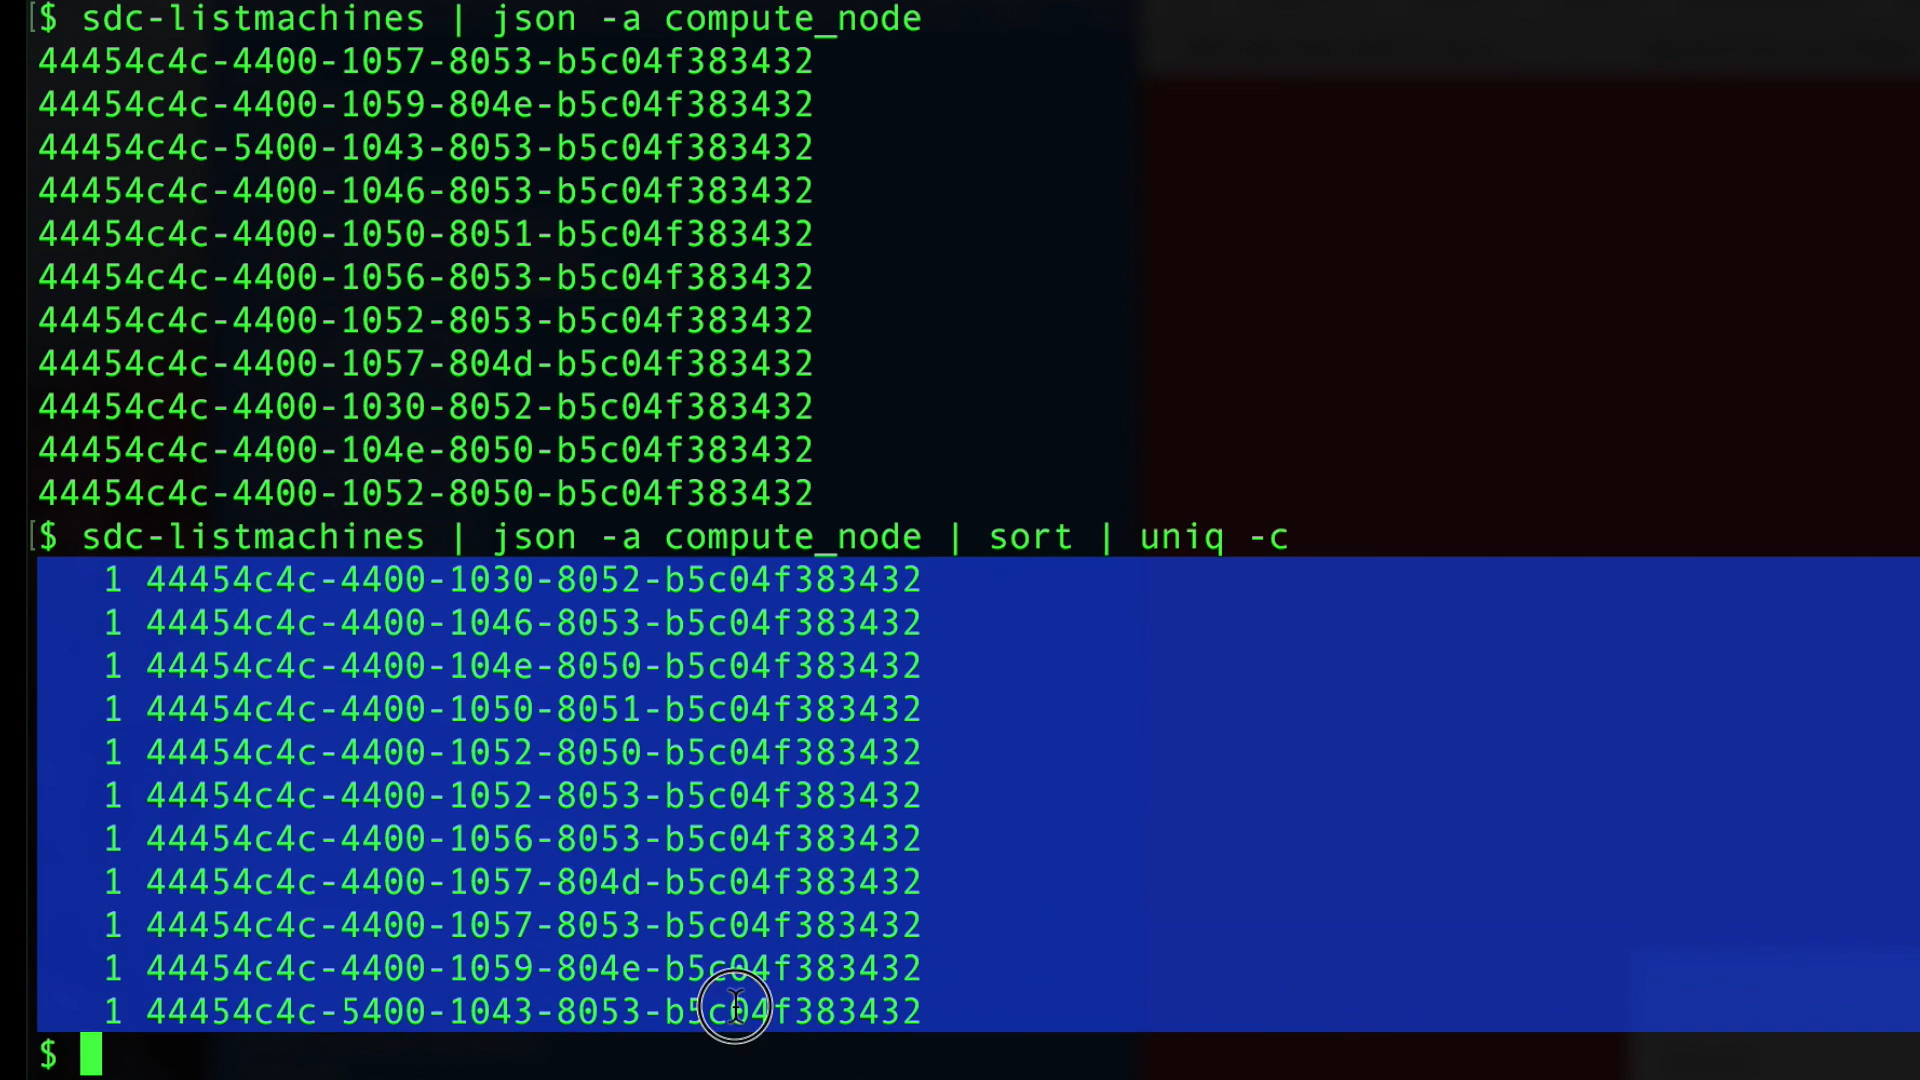 [$ sdc-listmachines | json -a compute_node
44454c4c-4400-1057-8053-b5c04f383432
44454c4c-4400-1059-804e-b5c04f383432
44454c4c-5400-1043-8053-b5c04f383432
44454c4c-4400-1046-8053-b5c04f383432
44454c4c-4400-1050-8051-b5c04f383432
44454c4c-4400-1056-8053-b5c04f383432
44454c4c-4400-1052-8053-b5c04f383432
44454c4c-4400-1057-804d-b5c04f383432
44454c4c-4400-1030-8052-b5c04f383432
44454c4c-4400-104e-8050-b5c04f383432
44454c4c-4400-1052-8050-b5c04f383432
[$ sdc-listmachines | json -a compute_node | sort | uniq -c
1 44454c4c-4400-1030-8052-b5c04f383432
1 44454c4c-4400-1046-8053-b5c04f383432
1 44454c4c-4400-104e-8050-b5c04f383432
1 44454c4c-4400-1050-8051-b5c04f383432
1 44454c4c-4400-1052-8050-b5c04f383432
1 44454c4c-4400-1052-8053-b5c04f383432
1 44454c4c-4400-1056-8053-b5c04f383432
1 44454c4c-4400-1057-804d-b5c04f383432
1 44454c4c-4400-1057-8053-b5c04f383432
1 44454c4c-4400-1059-804e-b5c04f383432
1 44454c4c-5400-1043-8053-b5c04f383432
$